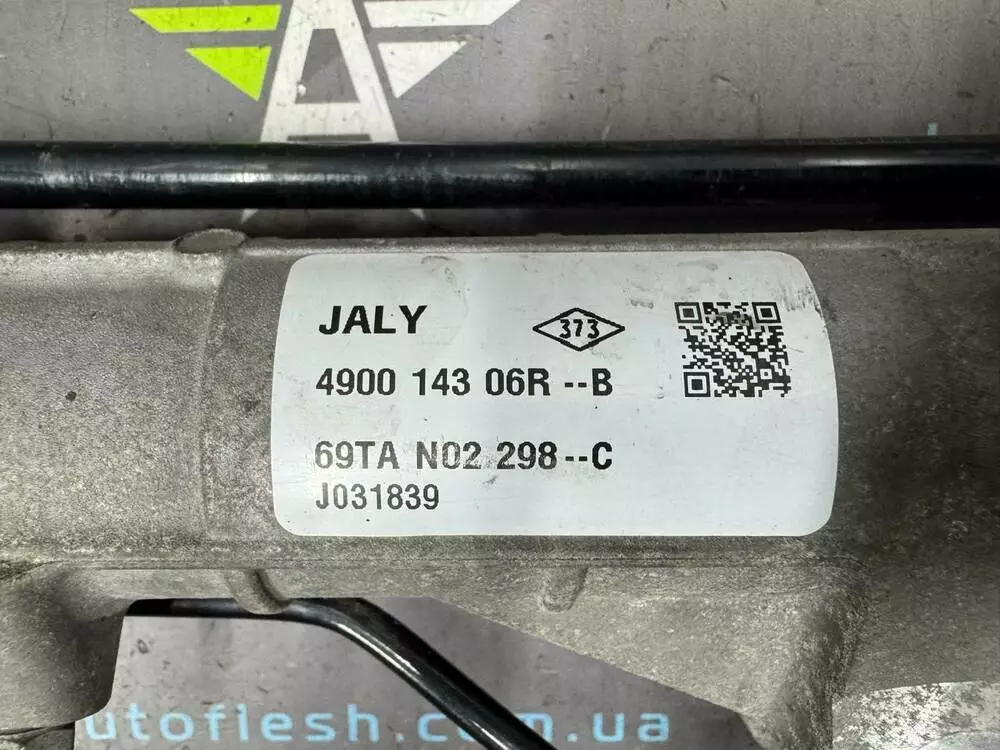 JALY
373
4900 143 06R --B
69TA N02 298 --C
J031839
utoflesh.com.ua